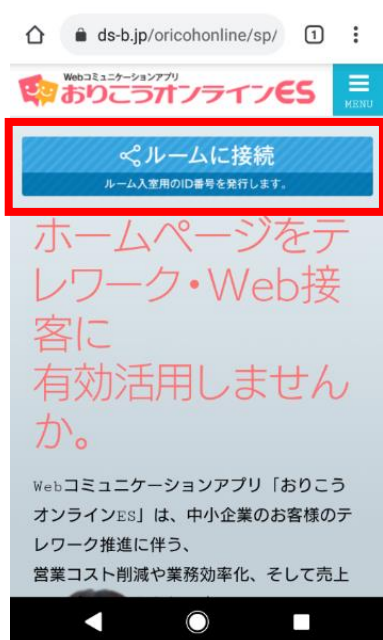 ds-b.jp/oricohonline/sp/
1
Webコミュニケーションアプリ
おりこうオンラインES
MENU
ルームに接続
ルーム入室用のID番号を発行します。
ホームページをテ
レワーク・Web接
客に
有効活用しません
か。
Webコミュニケーションアプリ「おりこう
オンラインES」は、中小企業のお客様のテ
レワーク推進に伴う、
営業コスト削減や業務効率化、そして売上